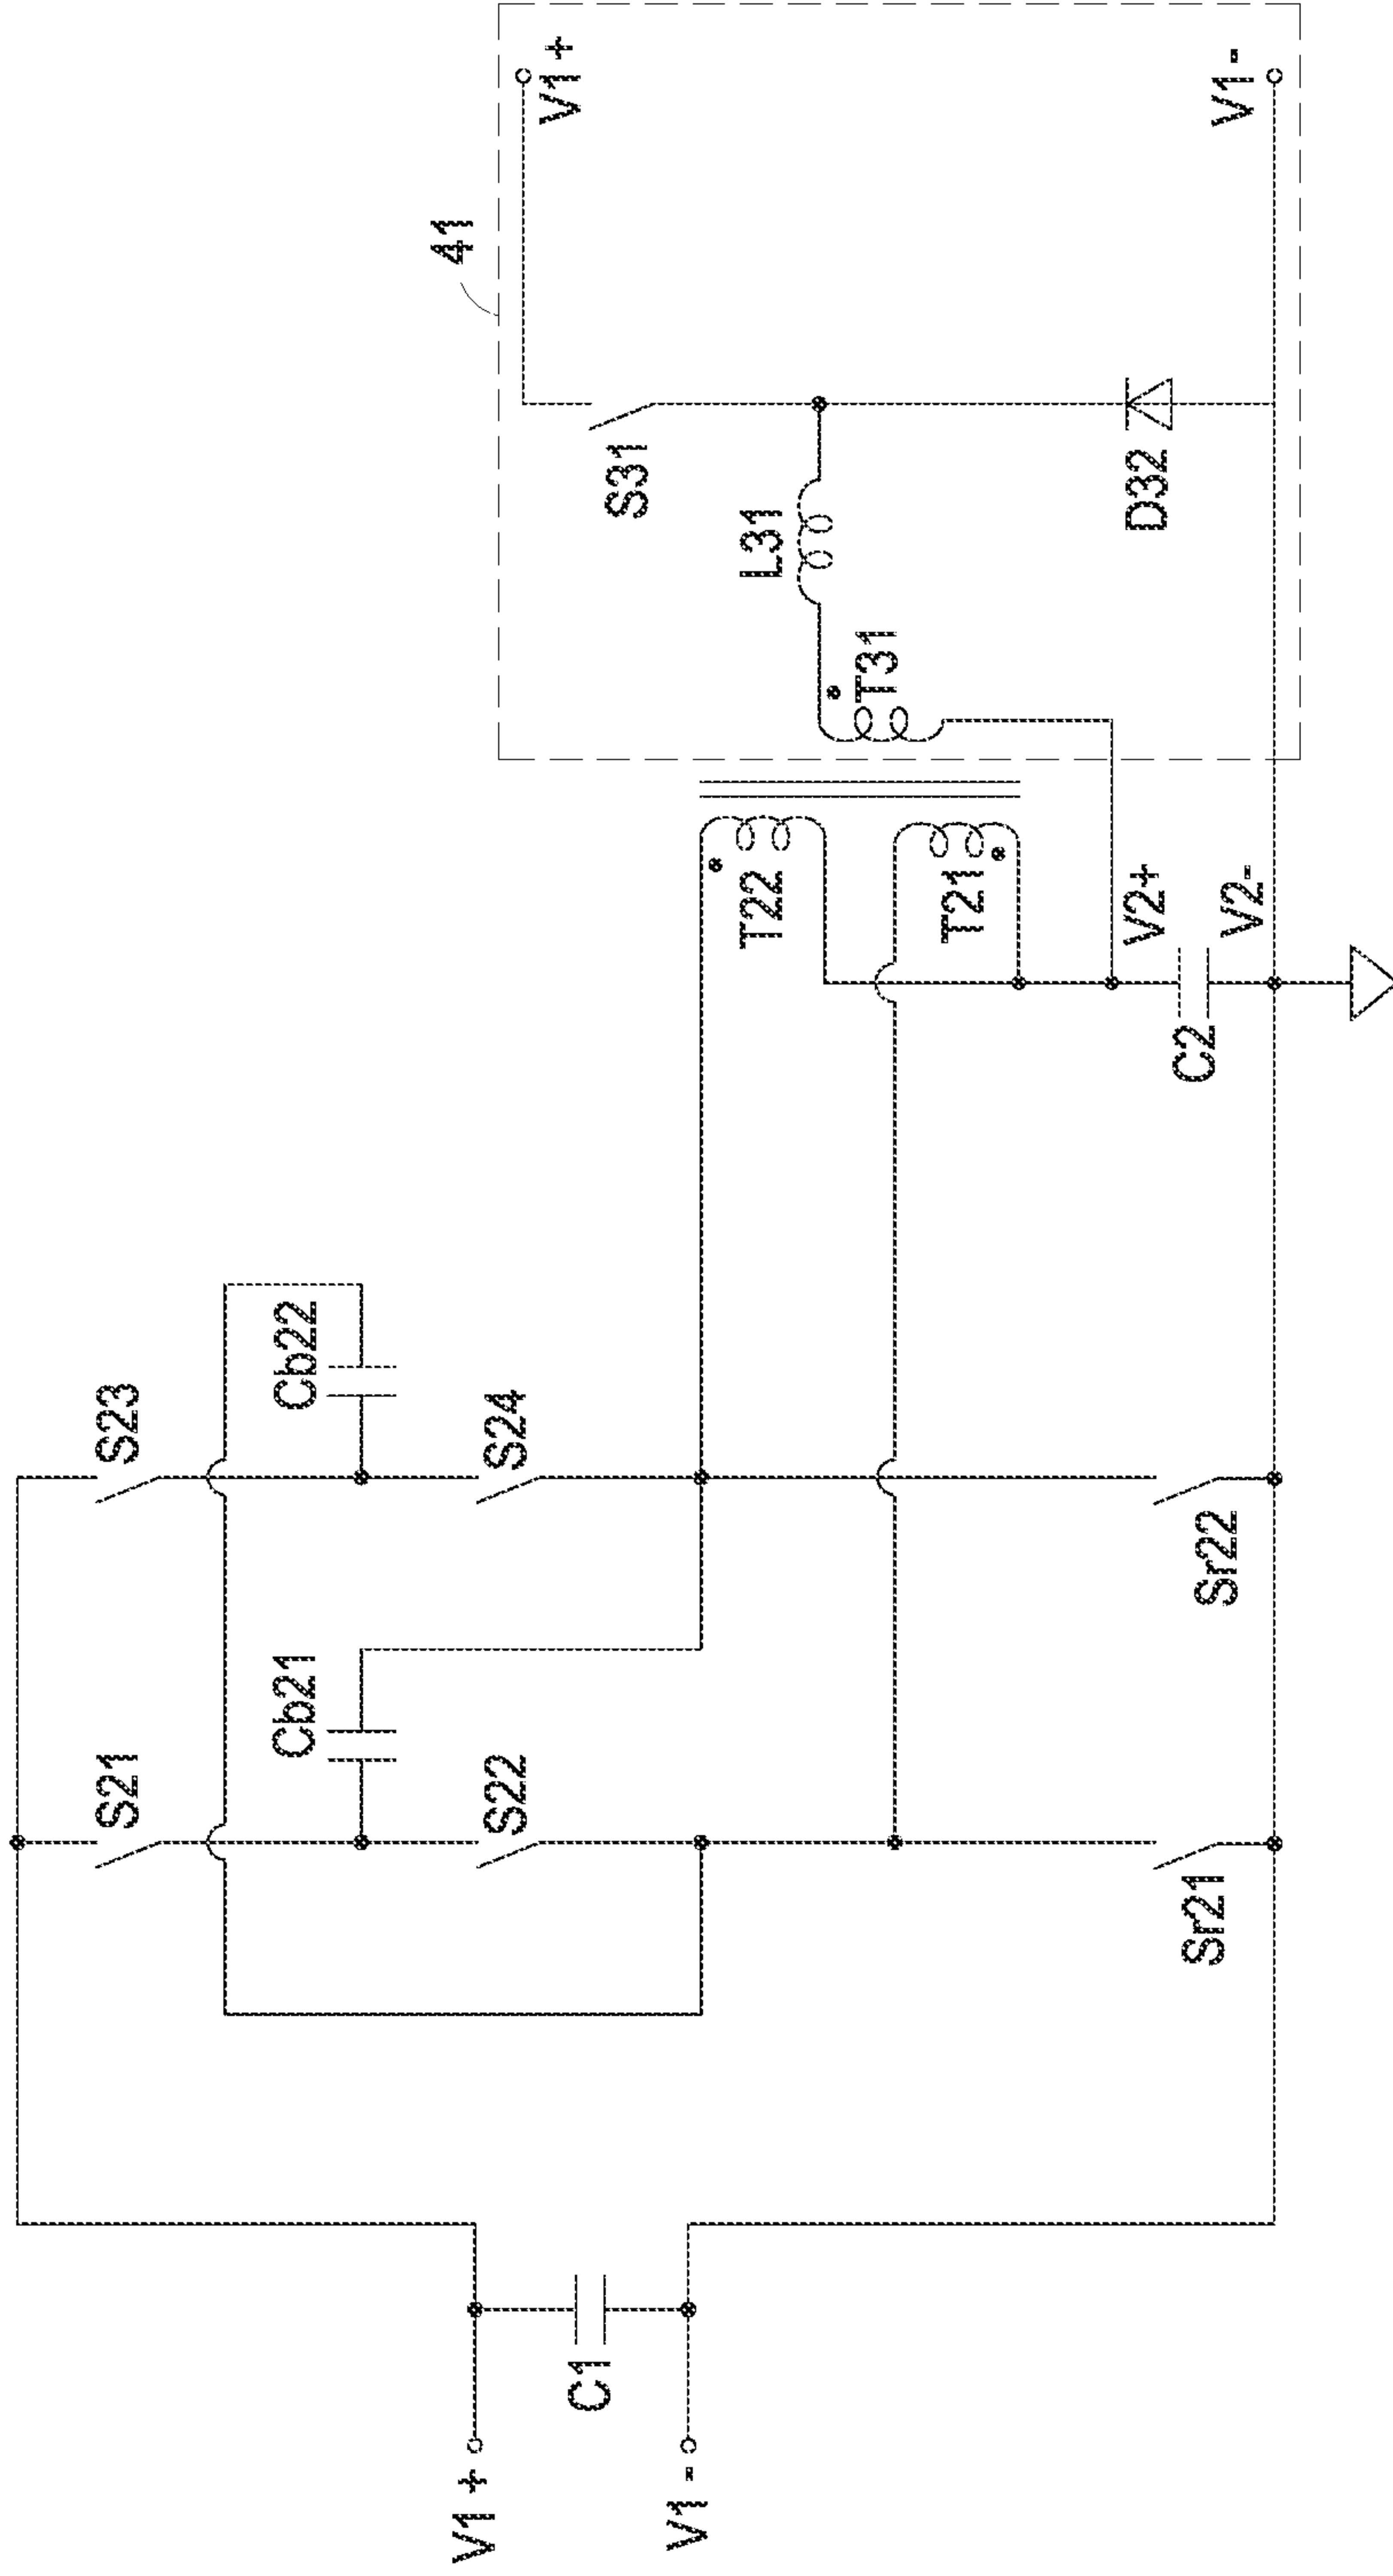 V1+
41
S31
L31
T31
D32
V1-
T22
T21
V2+
V2-
C2
S23
Cb22
S24
Sr22
S21
Cb21
S22
Sr21
V1 +
C1
V1 -